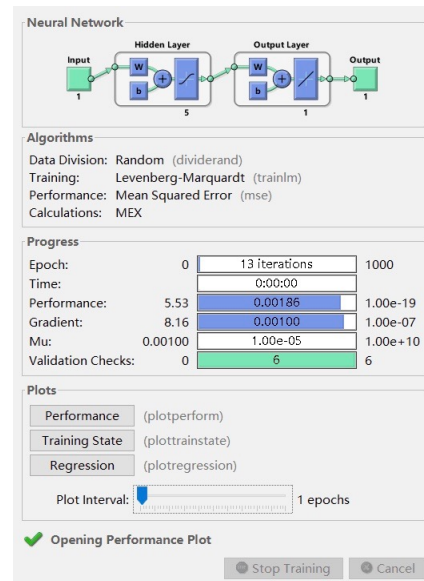 Neural Network
Hidden Layer Output Layer
Input Output
W W
b b
1 1
5 1
Algorithms
Data Division: Random (dividerand)
Training: Levenberg-Marquardt (trainlm)
Performance: Mean Squared Error (mse)
Calculations: MEX
Progress
Epoch: 0 13 iterations 1000
Time: 0:00:00
Performance: 5.53 0.00186 1.00e-19
Gradient: 8.16 0.00100 1.00e-07
Mu: 0.00100 1.00e-05 1.00e+10
Validation Checks: 0 6 6
Plots
Performance (plotperform)
Training State (plottrainstate)
Regression (plotregression)
Plot Interval: 1 epochs
Opening Performance Plot
Stop Training Cancel